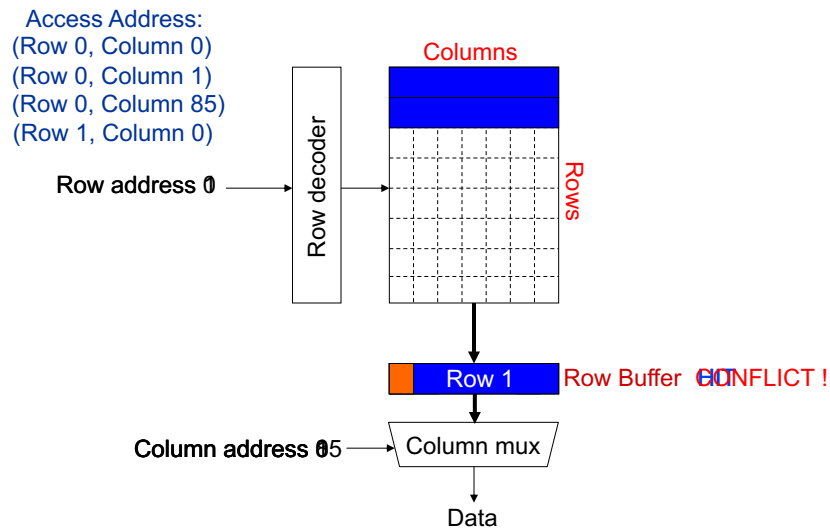 Access Address:
(Row 0, Column 0)
(Row 0, Column 1)
(Row 0, Column 85)
(Row 1, Column 0)
Columns
Row decoder
Rows
Row address
Row 1
Row Buffer CONFLICT !
Column address
Column mux
Data